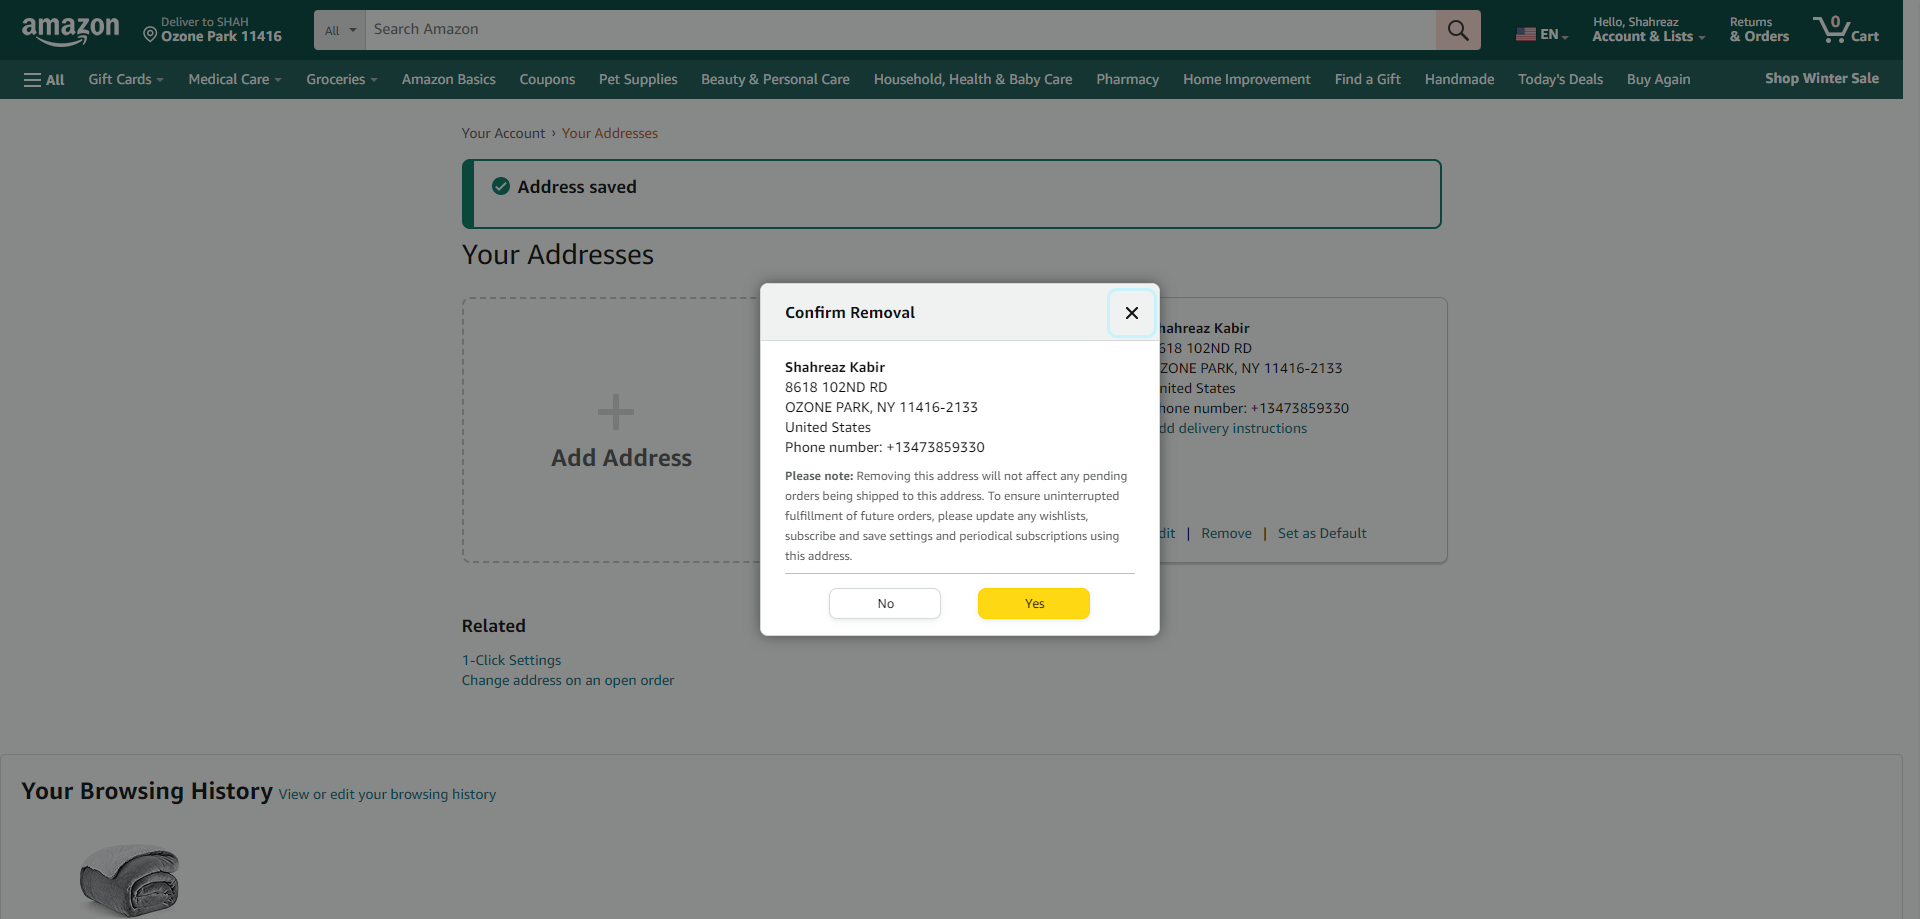 amazon
Deliver to SHAH
Ozone Park 11416
All
Search Amazon
EN
Hello, Shahreaz
Account & Lists
Returns
& Orders
0
Cart
All
Gift Cards
Medical Care
Groceries
Amazon Basics
Coupons
Pet Supplies
Beauty & Personal Care
Household, Health & Baby Care
Pharmacy
Home Improvement
Find a Gift
Handmade
Today's Deals
Buy Again
Shop Winter Sale
Your Account › Your Addresses
Address saved
Your Addresses
Add Address
Confirm Removal
Shahreaz Kabir
8618 102ND RD
OZONE PARK, NY 11416-2133
United States
Phone number: +13473859330
Please note: Removing this address will not affect any pending
orders being shipped to this address. To ensure uninterrupted
fulfillment of future orders, please update any wishlists,
subscribe and save settings and periodical subscriptions using
this address.
No
Yes
hahreaz Kabir
618 102ND RD
ZONE PARK, NY 11416-2133
nited States
hone number: +13473859330
dd delivery instructions
dit | Remove | Set as Default
Related
1-Click Settings
Change address on an open order
Your Browsing History View or edit your browsing history